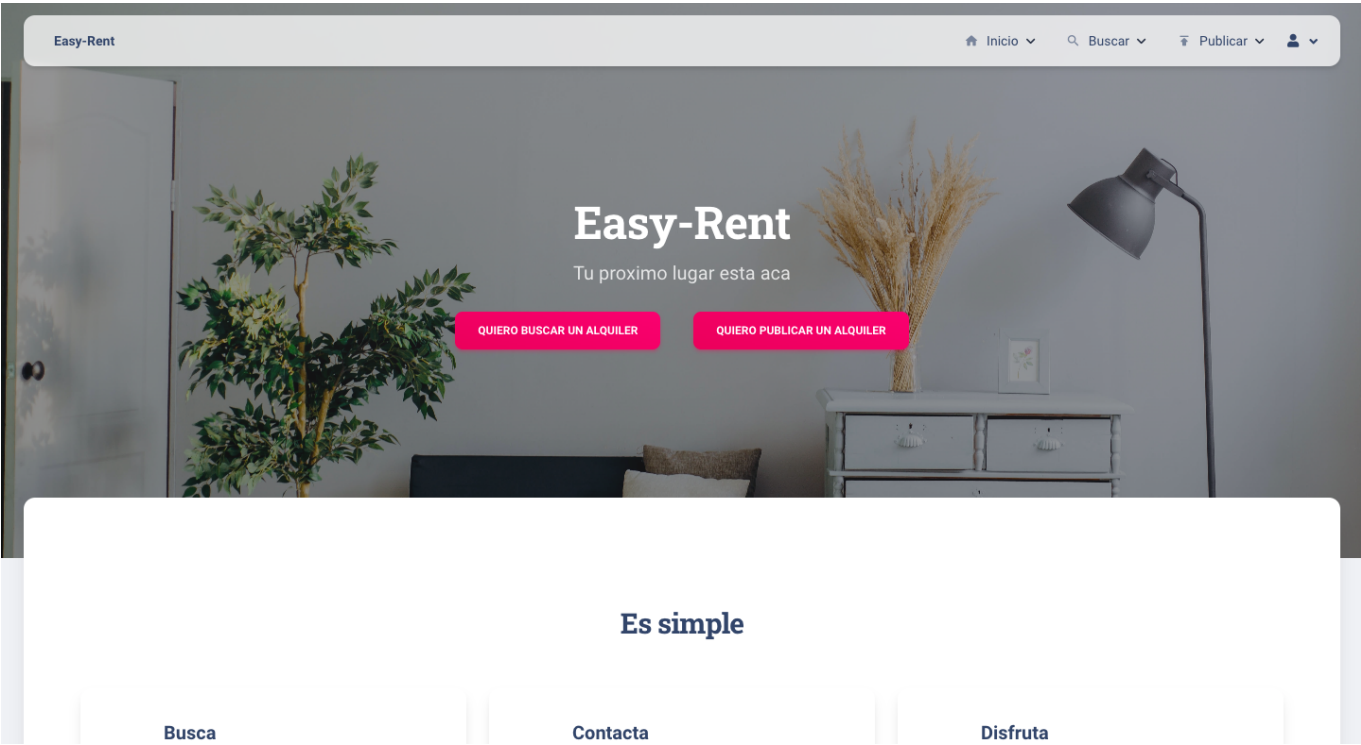 Easy-Rent
Inicio
Buscar
Publicar
Easy-Rent
Tu proximo lugar esta aca
QUIERO BUSCAR UN ALQUILER
QUIERO PUBLICAR UN ALQUILER
Es simple
Busca
Contacta
Disfruta